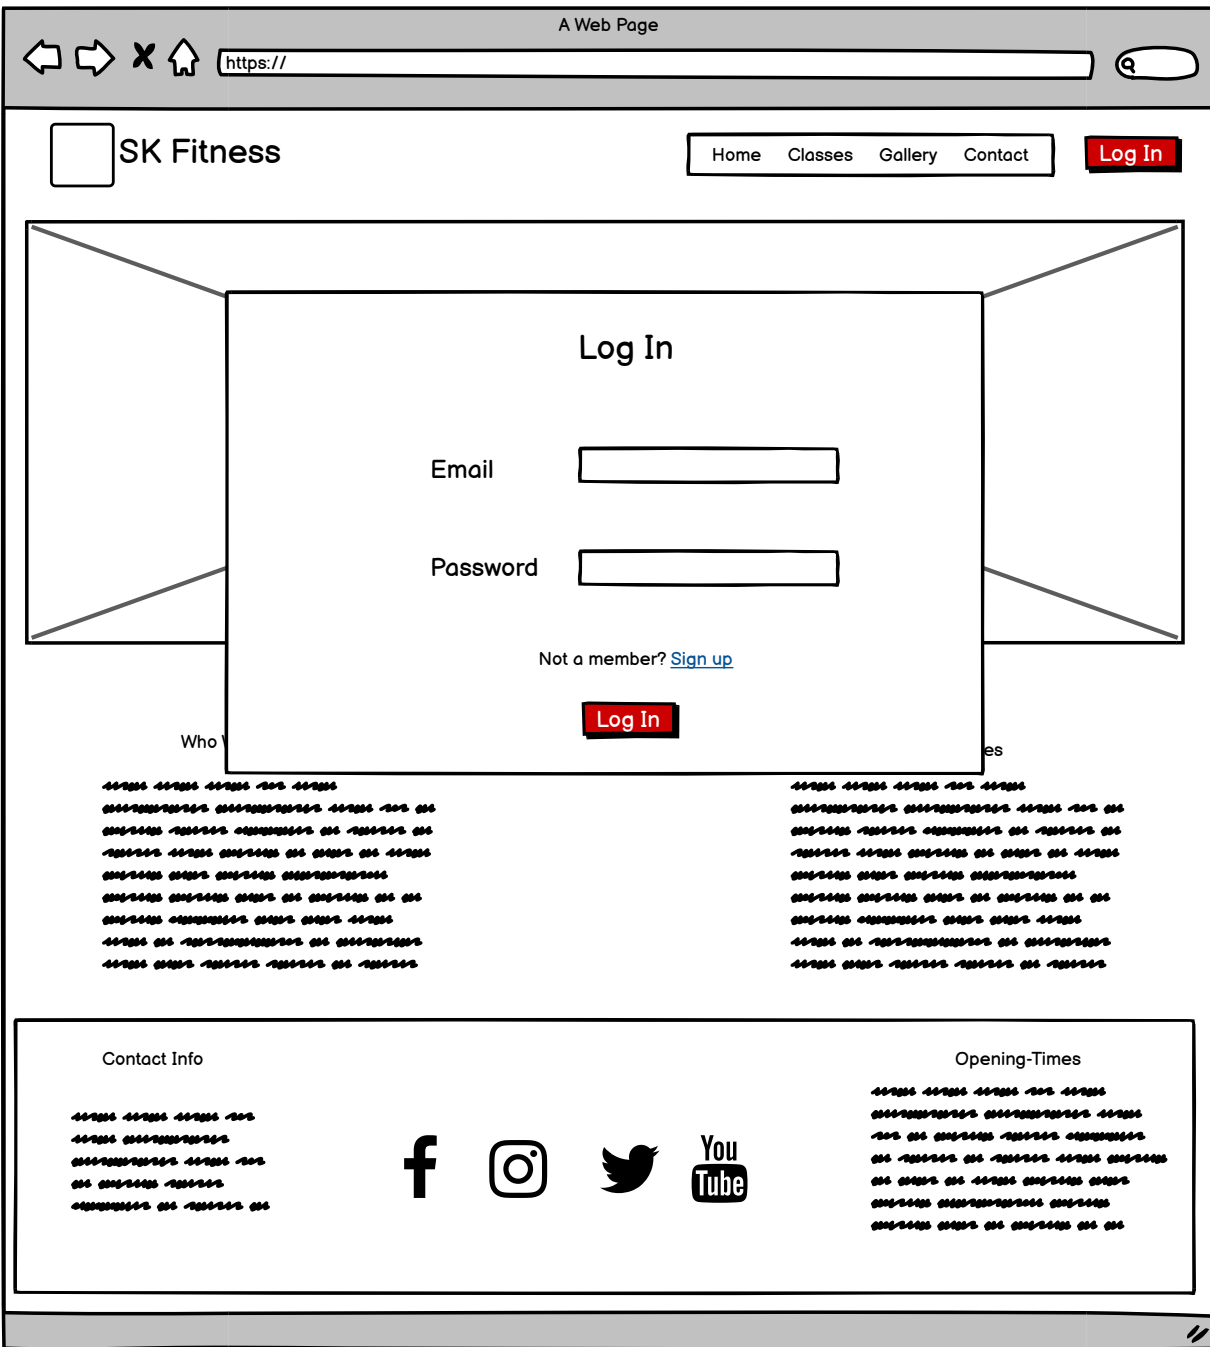 A Web Page
https://
SK Fitness
Home Classes Gallery Contact
Log In
Log In
Email
Password
Not a member? Sign up
Log In
Who
es
Contact Info
Opening-Times
You
Tube